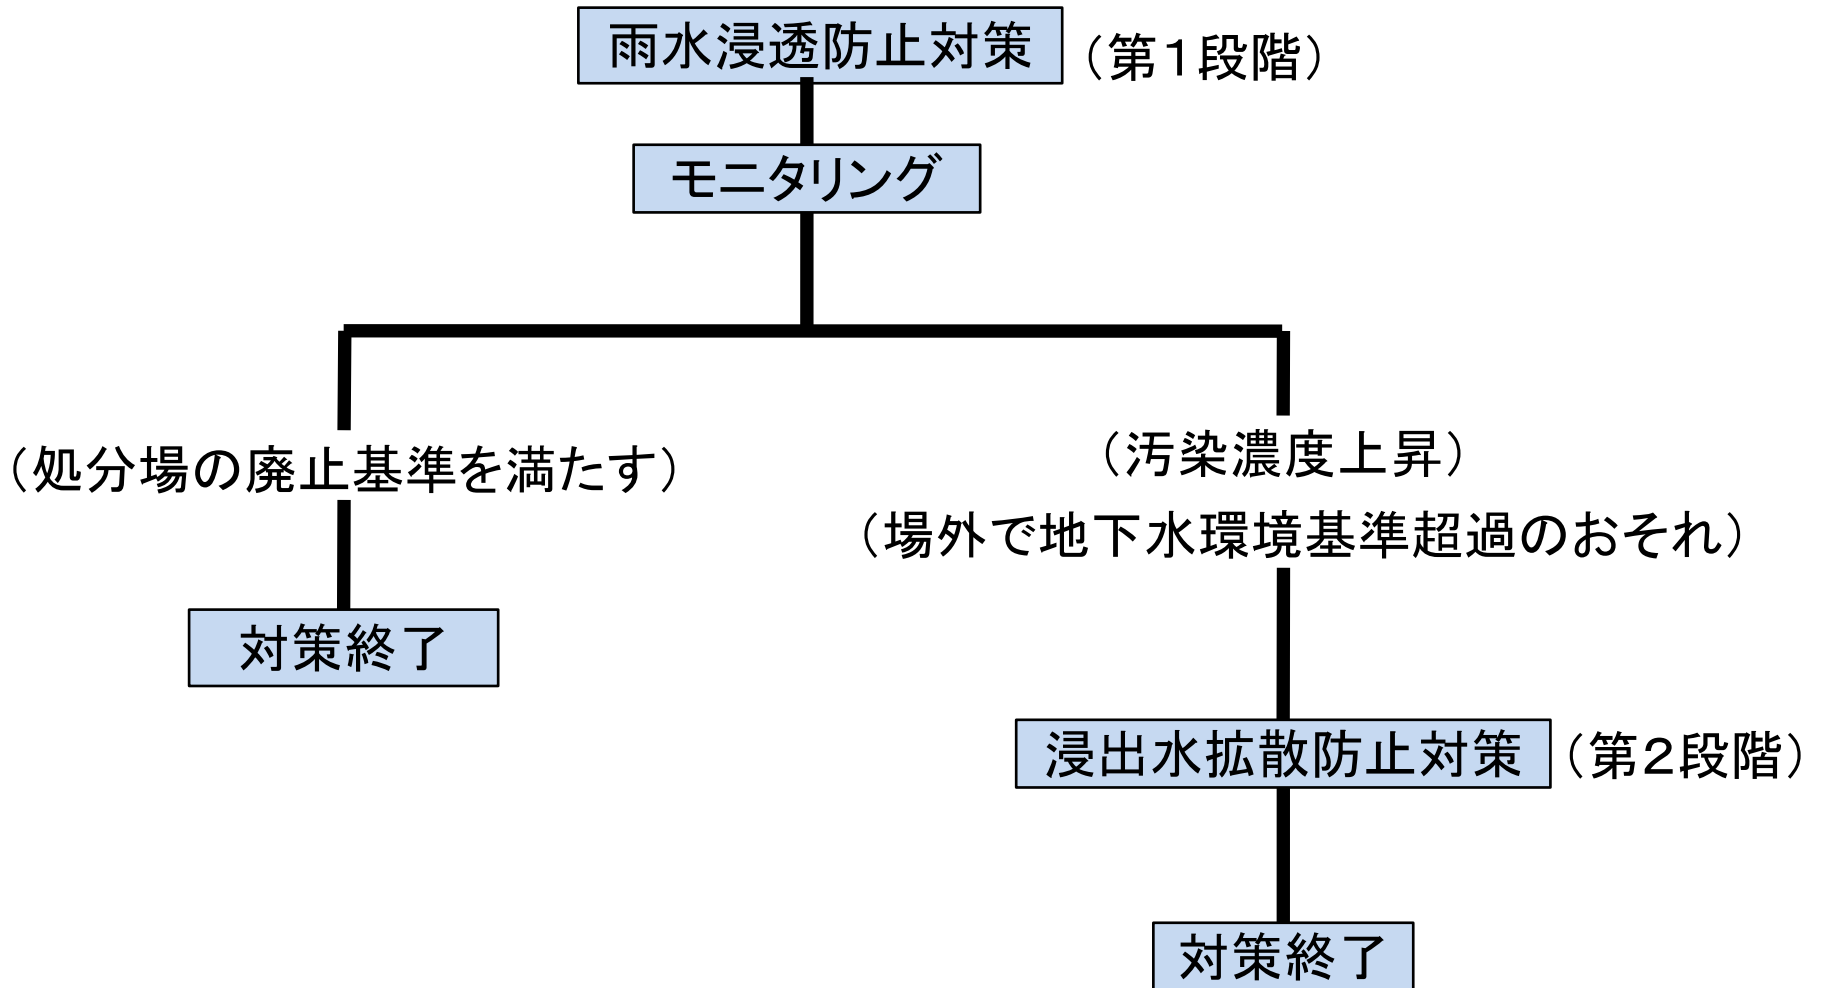 雨水浸透防止対策
（第１段階）
モニタリング
（処分場の廃止基準を満たす）
（汚染濃度上昇）
（場外で地下水環境基準超過のおそれ）
対策終了
浸出水拡散防止対策
（第２段階）
対策終了